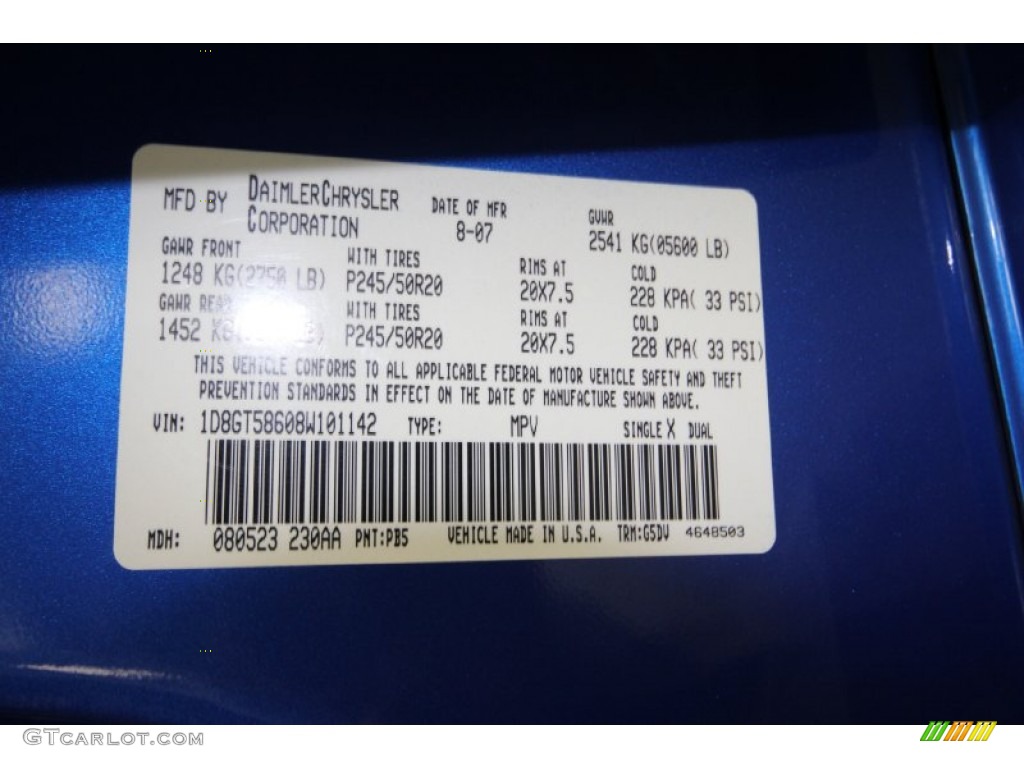 MFD BY DAIMLERCHRYSLER CORPORATION DATE OF MFR 8-07 GVWR 2541 KG(05600 LB)
GAWR FRONT WITH TIRES RIMS AT COLD
1248 KG(2750 LB) P245/50R20 20X7.5 228 KPA( 33 PSI)
GAWR REAR WITH TIRES RIMS AT COLD
1452 KG P245/50R20 20X7.5 228 KPA( 33 PSI)
THIS VEHICLE CONFORMS TO ALL APPLICABLE FEDERAL MOTOR VEHICLE SAFETY AND THEFT
PREVENTION STANDARDS IN EFFECT ON THE DATE OF MANUFACTURE SHOWN ABOVE.
VIN: 1D8GT58608W101142 TYPE: MPV SINGLE X DUAL
MDH: 080523 230AA PNT:PB5 VEHICLE MADE IN U.S.A. TRM:G5DV 4648503
GTCARLOT.COM